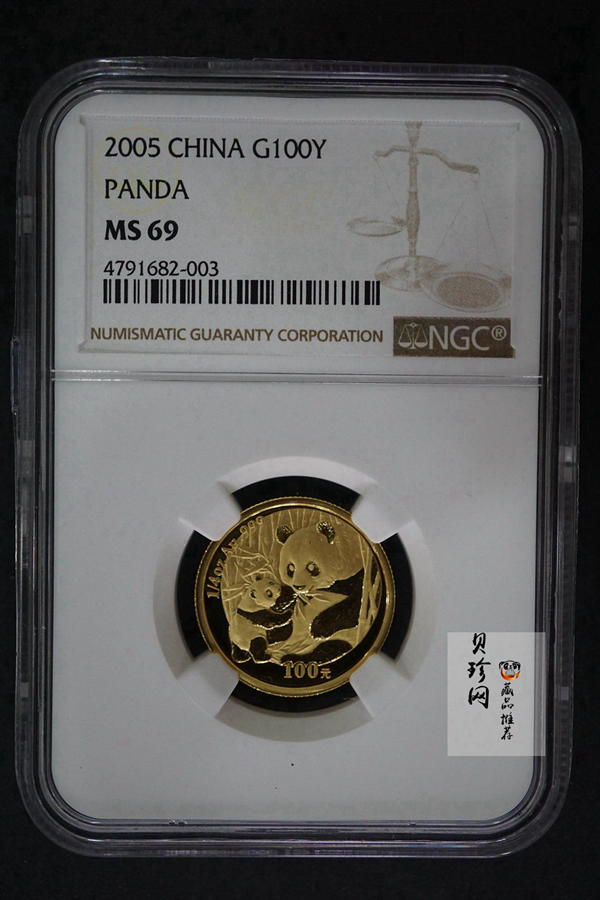 2005 CHINA G100Y
PANDA
MS 69
4791682-003
NUMISMATIC GUARANTY CORPORATION
NGC®
1/4oz Au .999
100元
贝珍网
藏品推荐